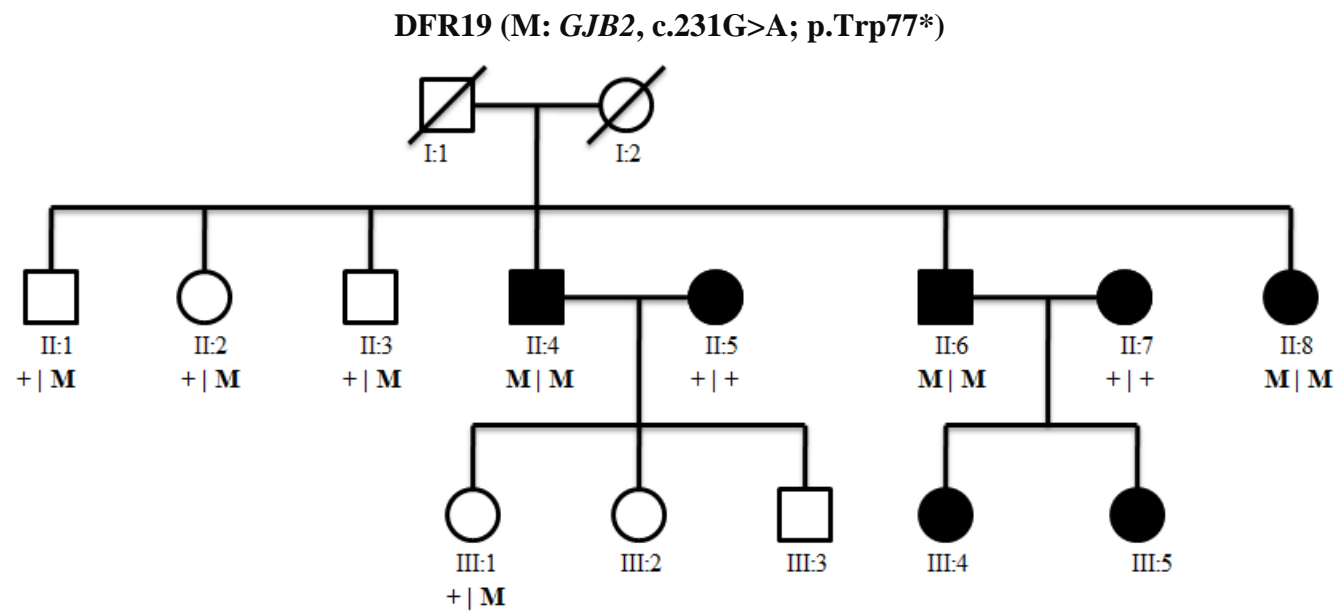 DFR19 (M: GJB2, c.231G>A; p.Trp77*)
I:1 I:2
II:1 II:2 II:3 II:4 II:5 II:6 II:7 II:8
+ | M + | M + | M M | M + | + M | M + | + M | M
III:1 III:2 III:3 III:4 III:5
+ | M